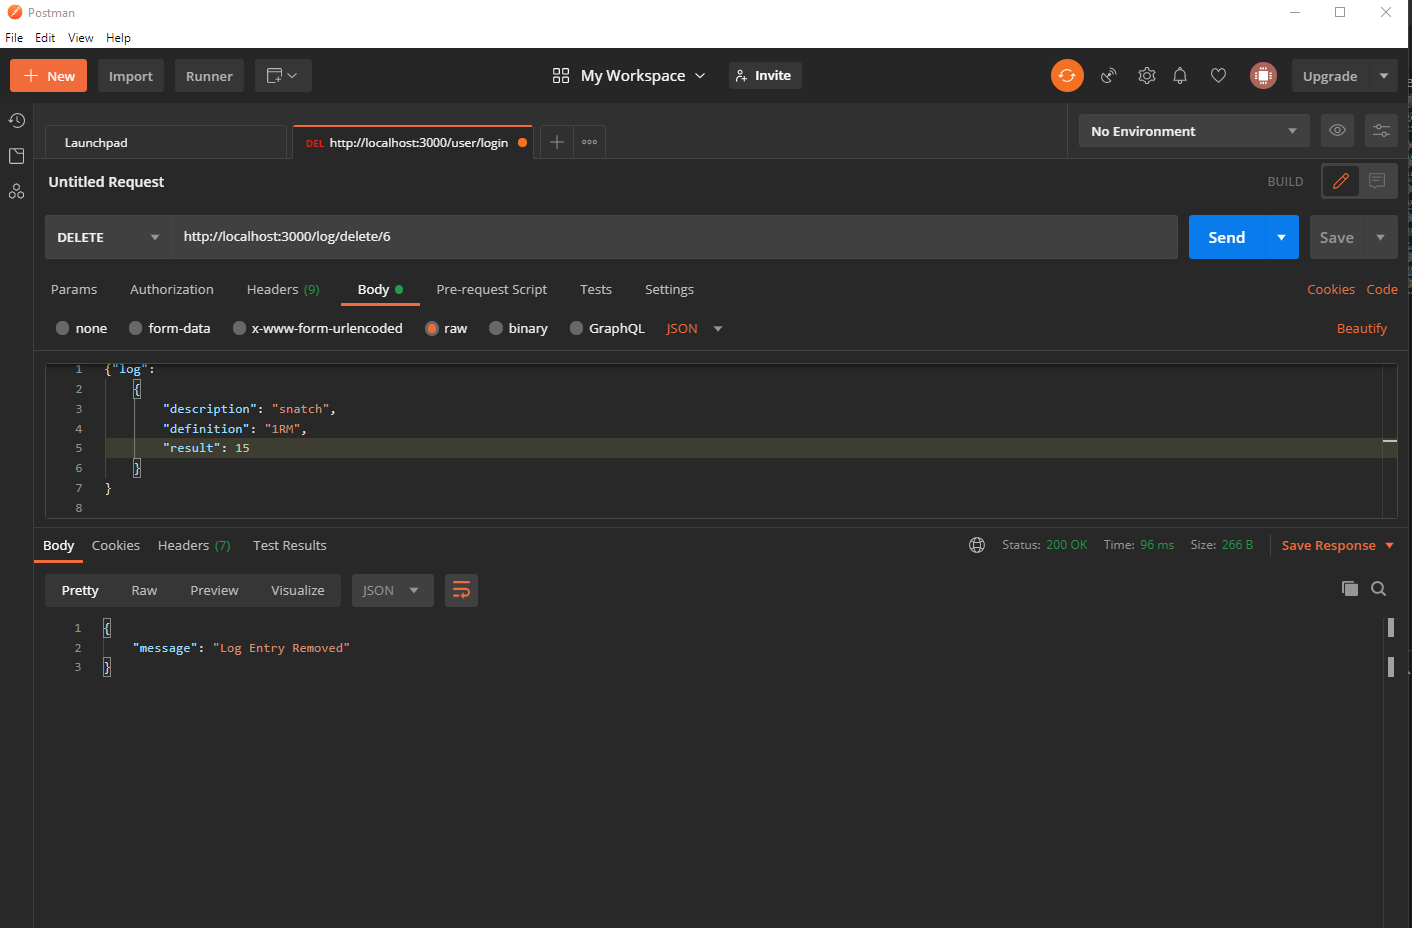 Postman
File Edit View Help
New Import Runner My Workspace Invite Upgrade
Launchpad DEL http://localhost:3000/user/login No Environment
Untitled Request BUILD
DELETE http://localhost:3000/log/delete/6 Send Save
Params Authorization Headers (9) Body Pre-request Script Tests Settings Cookies Code
none form-data x-www-form-urlencoded raw binary GraphQL JSON Beautify
1 {"log":
2 {
3 "description": "snatch",
4 "definition": "1RM",
5 "result": 15
6 }
7 }
8
Body Cookies Headers (7) Test Results Status: 200 OK Time: 96 ms Size: 266 B Save Response
Pretty Raw Preview Visualize JSON
1 {
2 "message": "Log Entry Removed"
3 }